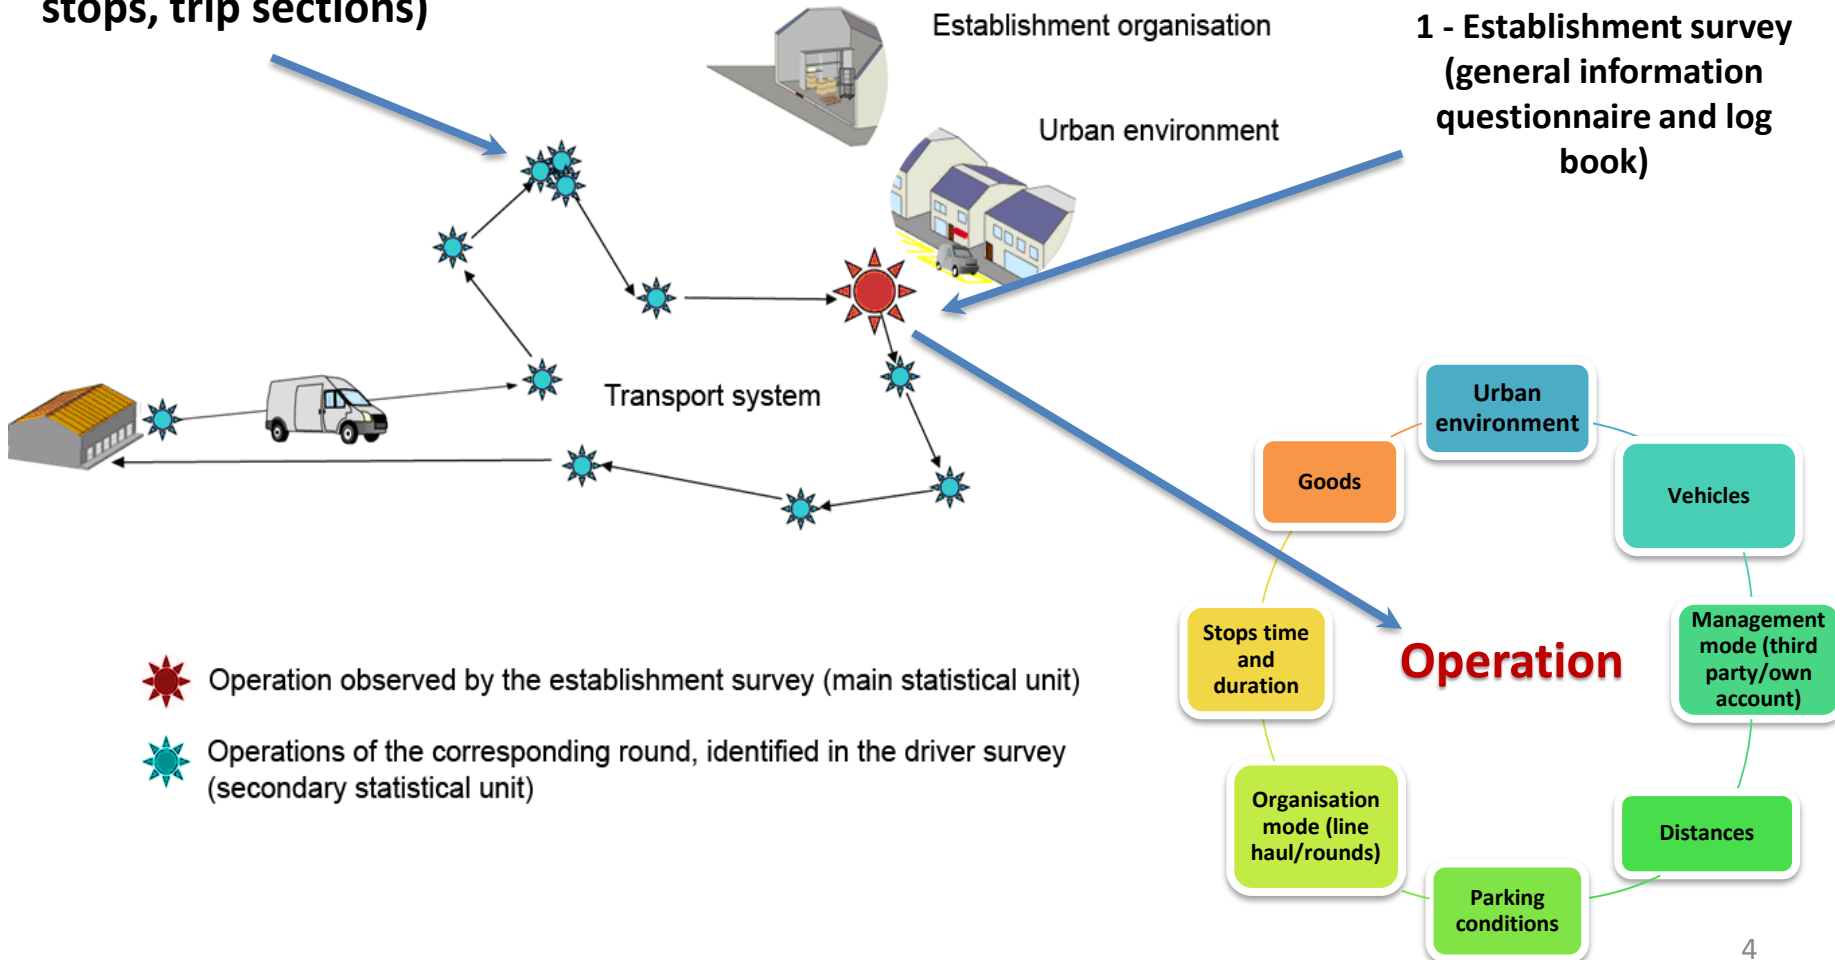 stops, trip sections)
Establishment organisation
Urban environment
1 - Establishment survey
(general information
questionnaire and log
book)
Transport system
Operation observed by the establishment survey (main statistical unit)
Operations of the corresponding round, identified in the driver survey
(secondary statistical unit)
Urban
environment
Vehicles
Management
mode (third
party/own
account)
Distances
Parking
conditions
Organisation
mode (line
haul/rounds)
Stops time
and
duration
Goods
Operation
4